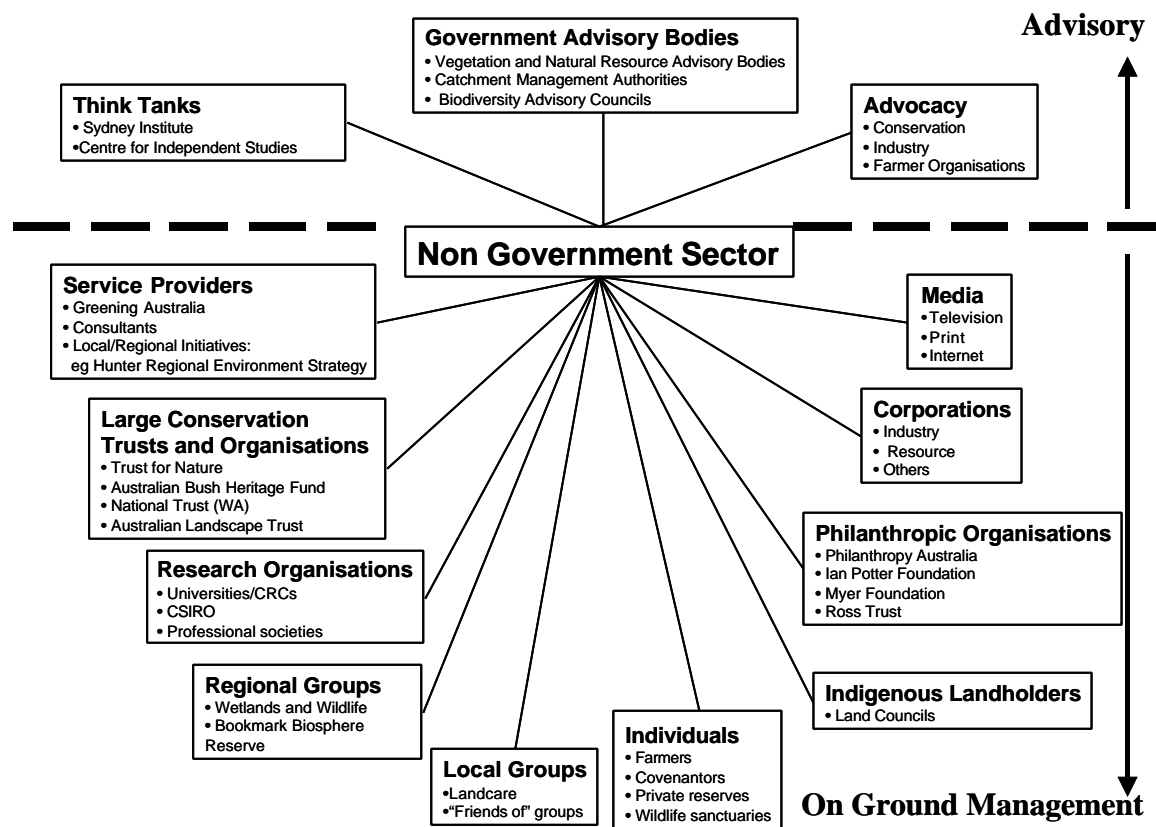 Advisory
Government Advisory Bodies
• Vegetation and Natural Resource Advisory Bodies
• Catchment Management Authorities
• Biodiversity Advisory Councils
Think Tanks
• Sydney Institute
•Centre for Independent Studies
Advocacy
• Conservation
• Industry
• Farmer Organisations
Non Government Sector
Service Providers
• Greening Australia
• Consultants
• Local/Regional Initiatives:
eg Hunter Regional Environment Strategy
Media
• Television
• Print
• Internet
Large Conservation
Trusts and Organisations
• Trust for Nature
• Australian Bush Heritage Fund
• National Trust (WA)
• Australian Landscape Trust
Corporations
• Industry
• Resource
• Others
Research Organisations
• Universities/CRCs
• CSIRO
• Professional societies
Philanthropic Organisations
• Philanthropy Australia
• Ian Potter Foundation
• Myer Foundation
• Ross Trust
Regional Groups
• Wetlands and Wildlife
• Bookmark Biosphere
Reserve
Indigenous Landholders
• Land Councils
Local Groups
•Landcare
•"Friends of" groups
Individuals
• Farmers
• Covenantors
• Private reserves
• Wildlife sanctuaries
On Ground Management